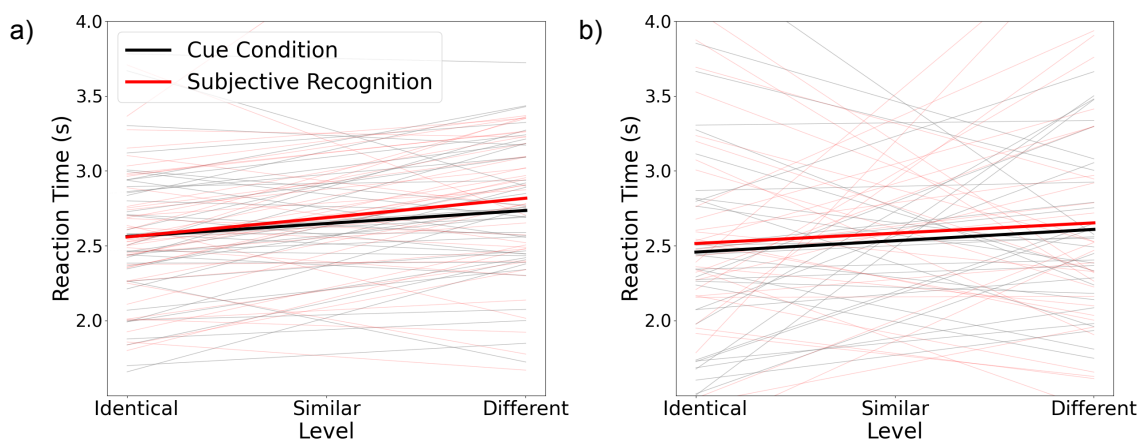 a)
4.0
3.5
3.0
2.5
2.0
Reaction Time (s)
Cue Condition
Subjective Recognition
Identical
Similar
Different
Level
b)
4.0
3.5
3.0
2.5
2.0
Reaction Time (s)
Identical
Similar
Different
Level